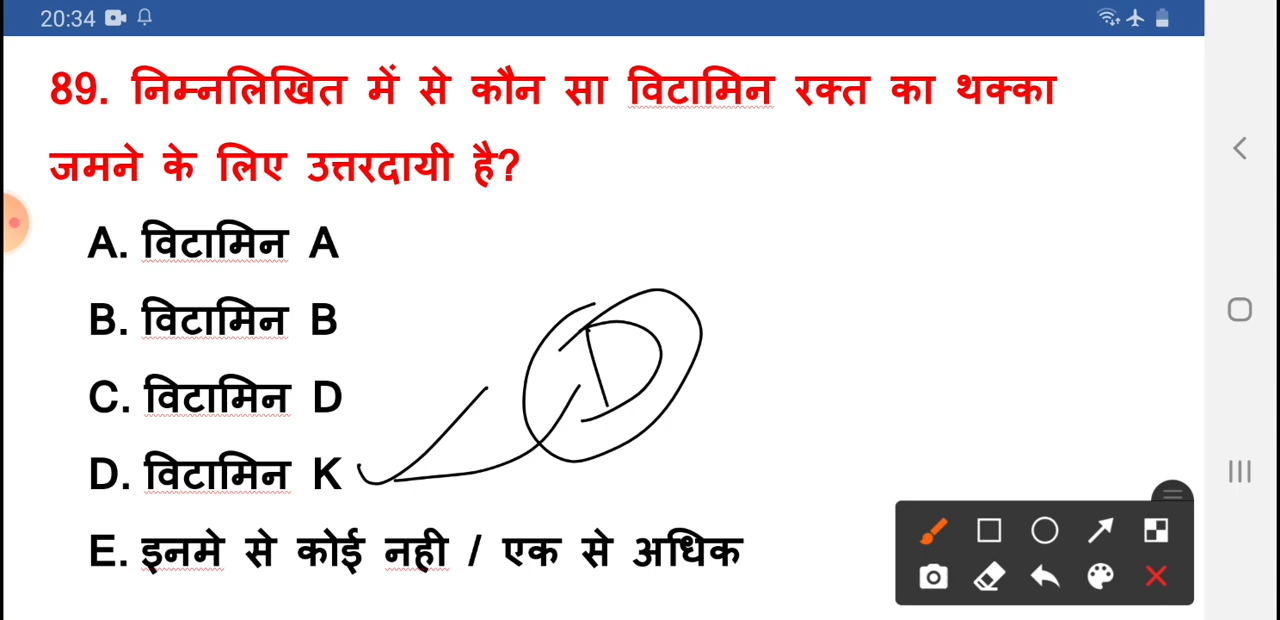 20:34
89. निम्नलिखित में से कौन सा विटामिन रक्त का थक्का
जमने के लिए उत्तरदायी है?
A. विटामिन A
B. विटामिन B
C. विटामिन D
D. विटामिन K
D
E. इनमे से कोई नही / एक से अधिक